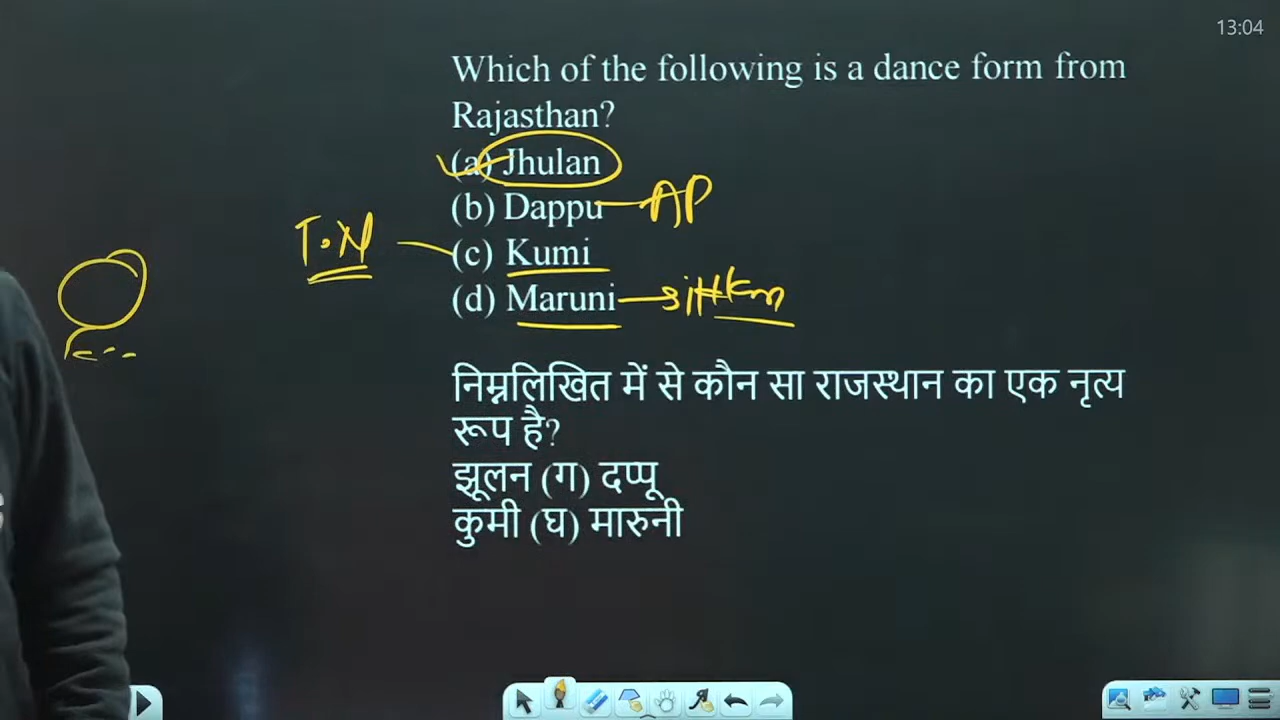 13:04
Which of the following is a dance form from
Rajasthan?
(a) Jhulan
(b) Dappu AP
T.N (c) Kumi
(d) Maruni
निम्नलिखित में से कौन सा राजस्थान का एक नृत्य
रूप है?
झूलन (ग) दप्पू
कुमी (घ) मारुनी